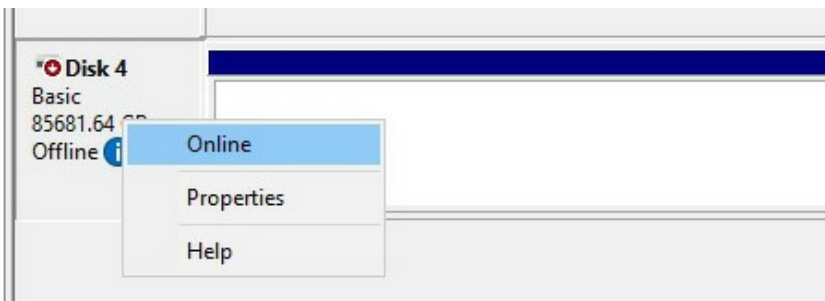 Disk 4
Basic
85681.64
Offline
Online
Properties
Help